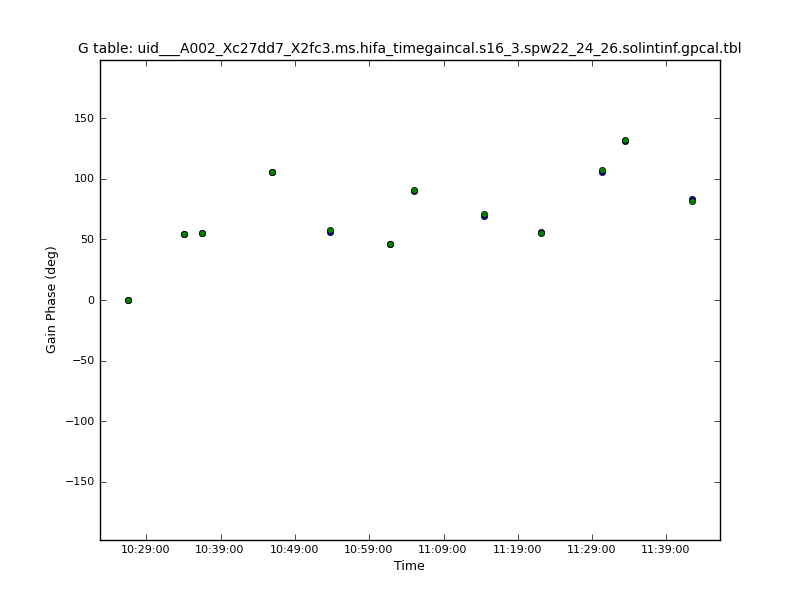 G table: uid___A002_Xc27dd7_X2fc3.ms.hifa_timegaincal.s16_3.spw22_24_26.solintinf.gpcal.tbl
150
100
50
0
−50
−100
−150
Gain Phase (deg)
10:29:00 10:39:00 10:49:00 10:59:00 11:09:00 11:19:00 11:29:00 11:39:00
Time